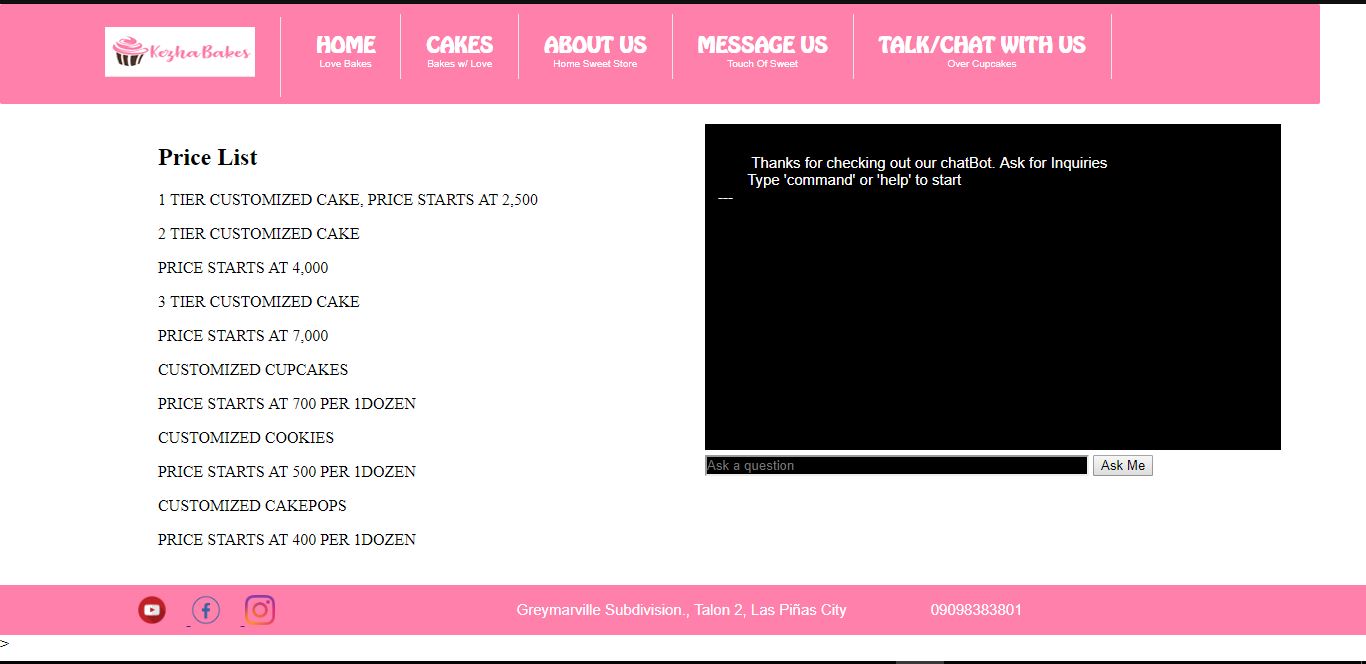 KezhaBakes
HOME
Love Bakes
CAKES
Bakes w/ Love
ABOUT US
Home Sweet Store
MESSAGE US
Touch Of Sweet
TALK/CHAT WITH US
Over Cupcakes
Price List
1 TIER CUSTOMIZED CAKE, PRICE STARTS AT 2,500
2 TIER CUSTOMIZED CAKE
PRICE STARTS AT 4,000
3 TIER CUSTOMIZED CAKE
PRICE STARTS AT 7,000
CUSTOMIZED CUPCAKES
PRICE STARTS AT 700 PER 1DOZEN
CUSTOMIZED COOKIES
PRICE STARTS AT 500 PER 1DOZEN
CUSTOMIZED CAKEPOPS
PRICE STARTS AT 400 PER 1DOZEN
Thanks for checking out our chatBot. Ask for Inquiries
Type 'command' or 'help' to start
---
Ask a question
Ask Me
Greymarville Subdivision., Talon 2, Las Piñas City
09098383801
>